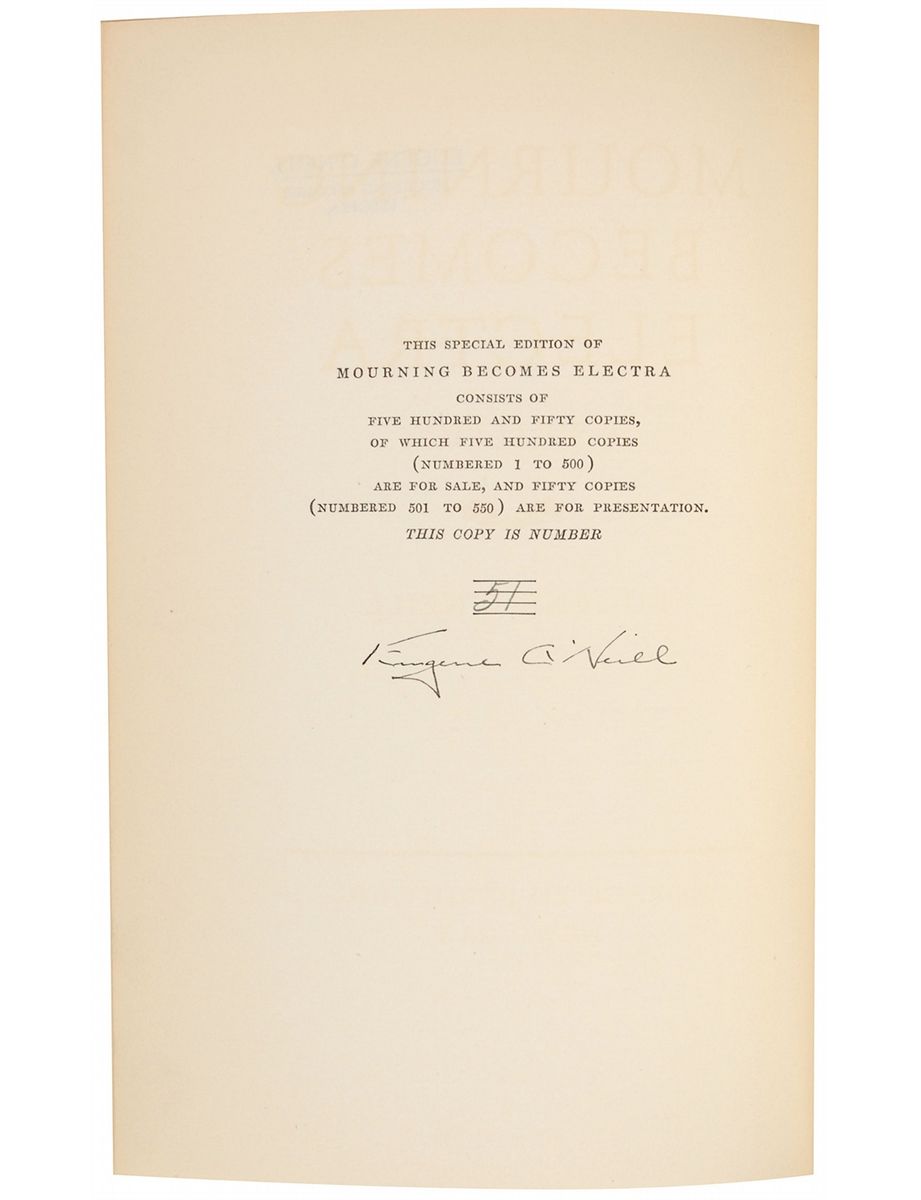 THIS SPECIAL EDITION OF
MOURNING BECOMES ELECTRA
CONSISTS OF
FIVE HUNDRED AND FIFTY COPIES,
OF WHICH FIVE HUNDRED COPIES
(NUMBERED 1 TO 500)
ARE FOR SALE, AND FIFTY COPIES
(NUMBERED 501 TO 550) ARE FOR PRESENTATION.
THIS COPY IS NUMBER
51
Eugene O'Neill